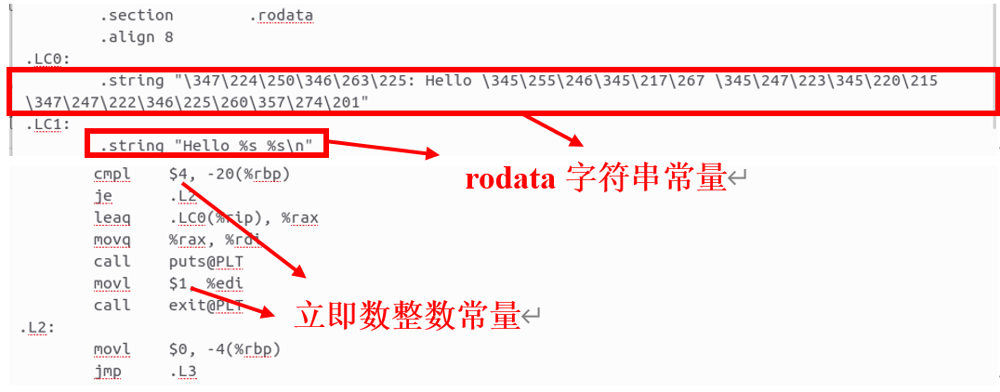 .section .rodata
.align 8
.LC0:
.string "\347\224\250\346\263\225: Hello \345\255\246\345\217\267 \345\247\223\345\220\215
\347\247\222\346\225\260\357\274\201"
.LC1:
.string "Hello %s %s\n"
rodata 字符串常量↵
cmpl $4, -20(%rbp)
je .L2
leaq .LC0(%rip), %rax
movq %rax, %rdi
call puts@PLT
movl $1, %edi
call exit@PLT
立即数整数常量↵
.L2:
movl $0, -4(%rbp)
jmp .L3